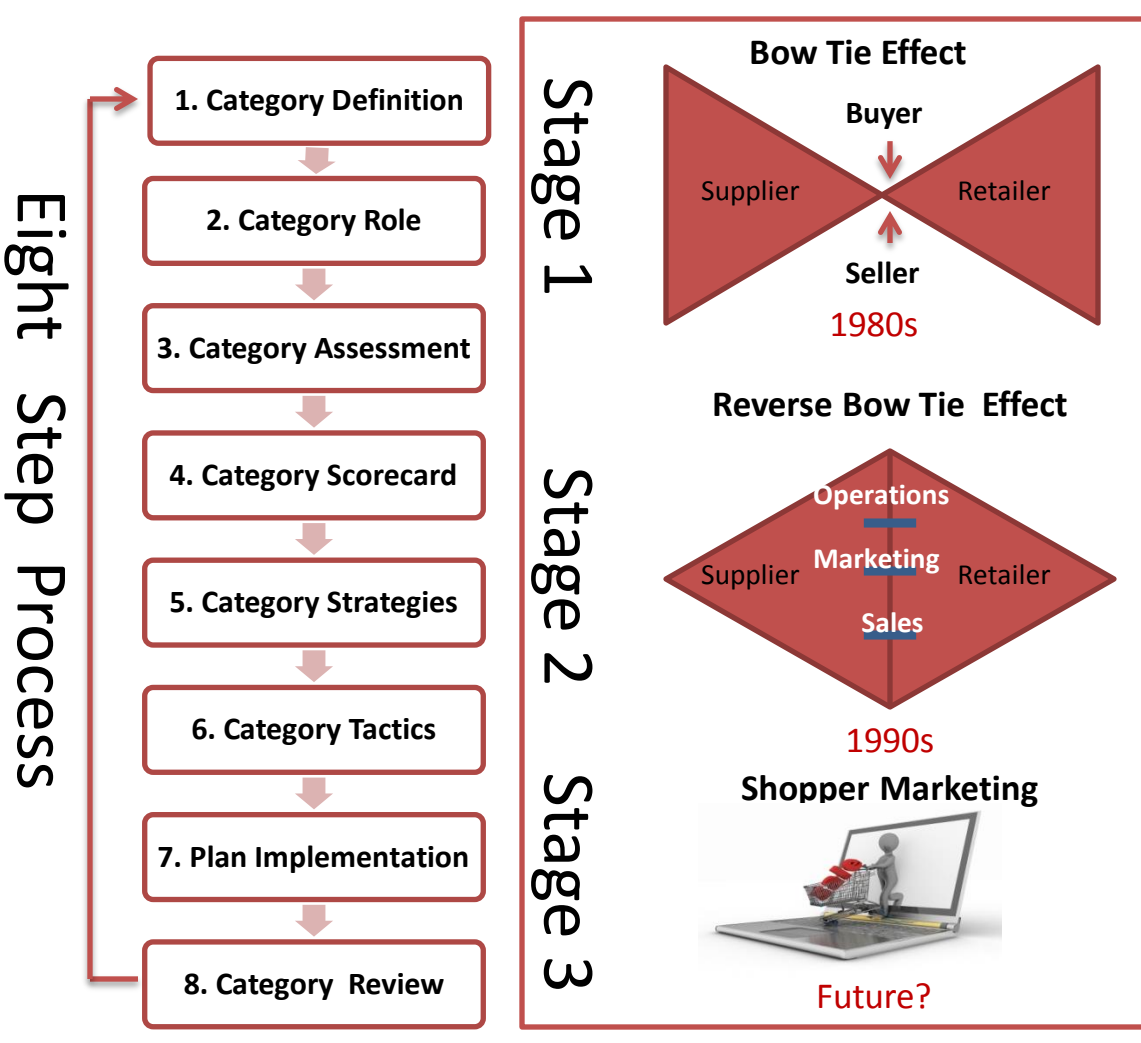 Eight Step Process
1. Category Definition
2. Category Role
3. Category Assessment
4. Category Scorecard
5. Category Strategies
6. Category Tactics
7. Plan Implementation
8. Category Review
Stage 1
Bow Tie Effect
Buyer
Supplier
Retailer
Seller
1980s
Stage 2
Reverse Bow Tie Effect
Operations
Marketing
Supplier
Retailer
Sales
1990s
Stage 3
Shopper Marketing
Future?